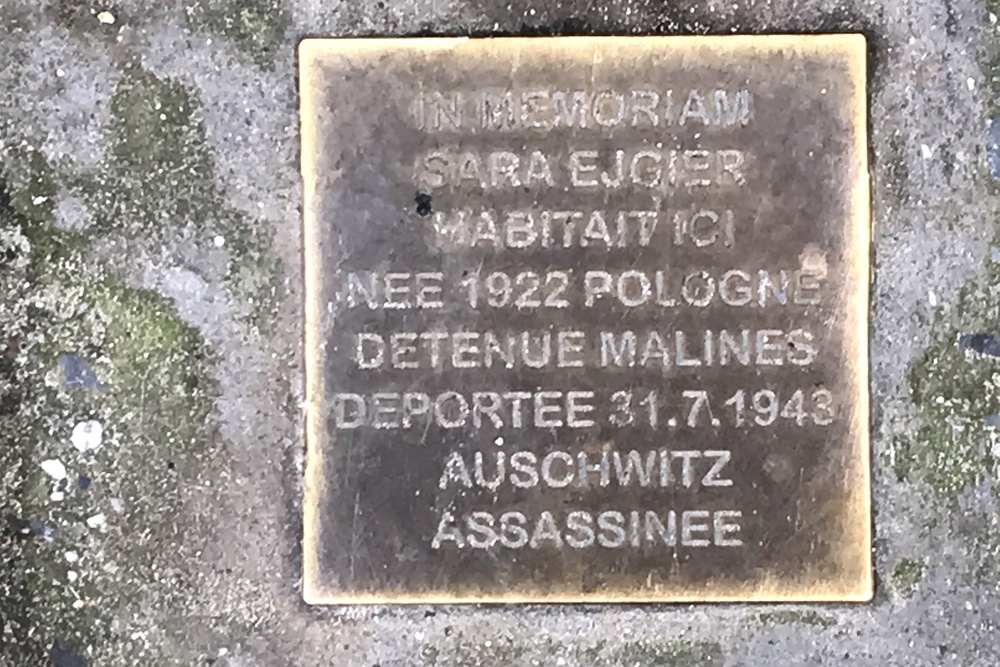 IN MEMORIAM
SARA EJGIER
HABITAIT ICI
NEE 1922 POLOGNE
DETENUE MALINES
DEPORTEE 31.7.1943
AUSCHWITZ
ASSASSINEE